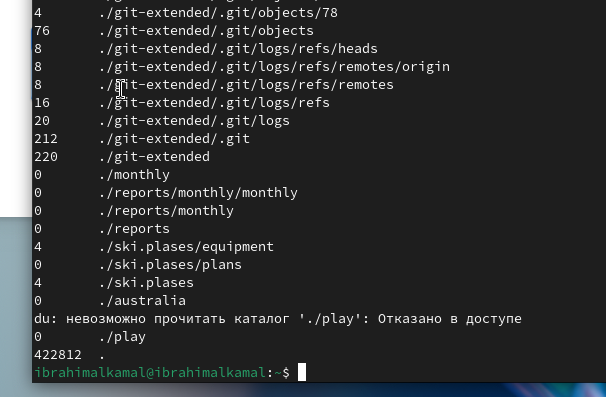 4 ./git-extended/.git/objects/78
76 ./git-extended/.git/objects
8 ./git-extended/.git/logs/refs/heads
8 ./git-extended/.git/logs/refs/remotes/origin
8 ./git-extended/.git/logs/refs/remotes
16 ./git-extended/.git/logs/refs
20 ./git-extended/.git/logs
212 ./git-extended/.git
220 ./git-extended
0 ./monthly
0 ./reports/monthly/monthly
0 ./reports/monthly
0 ./reports
4 ./ski.plases/equipment
0 ./ski.plases/plans
4 ./ski.plases
0 ./australia
du: невозможно прочитать каталог './play': Отказано в доступе
0 ./play
422812 .
ibrahimalkamal@ibrahimalkamal:~$